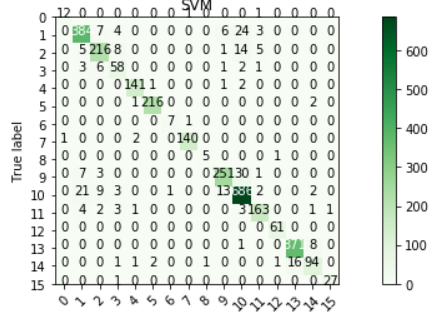 SVM
0 12 0 0 0 0 0 0 1 0 0 0 1 0 0 0 0
1 0 384 7 4 0 0 0 0 0 6 24 3 0 0 0 0
2 0 5 216 8 0 0 0 0 0 1 14 5 0 0 0 0
3 0 3 6 58 0 0 0 0 0 1 2 1 0 0 0 0
4 0 0 0 0 141 1 0 0 0 1 2 0 0 0 0 0
5 0 0 0 0 1 216 0 0 0 0 0 0 0 0 2 0
6 0 0 0 0 0 0 7 1 0 0 0 0 0 0 0 0
7 1 0 0 0 2 0 0 140 0 0 0 0 0 0 0 0
8 0 0 0 0 0 0 0 0 5 0 0 0 1 0 0 0
9 0 7 3 0 0 0 0 0 0 251 30 1 0 0 0 0
10 0 21 9 3 0 0 1 0 0 13 686 2 0 0 2 0
11 0 4 2 3 1 0 0 0 0 0 3 163 0 0 1 1
12 0 0 0 0 0 0 0 0 0 0 0 0 61 0 0 0
13 0 0 0 0 0 0 0 0 0 0 1 0 0 371 8 0
14 0 0 0 1 1 2 0 0 1 0 0 0 1 16 94 0
15 0 0 0 1 0 0 0 0 0 0 0 0 0 0 0 27
0 1 2 3 4 5 6 7 8 9 10 11 12 13 14 15
True label
600
500
400
300
200
100
0